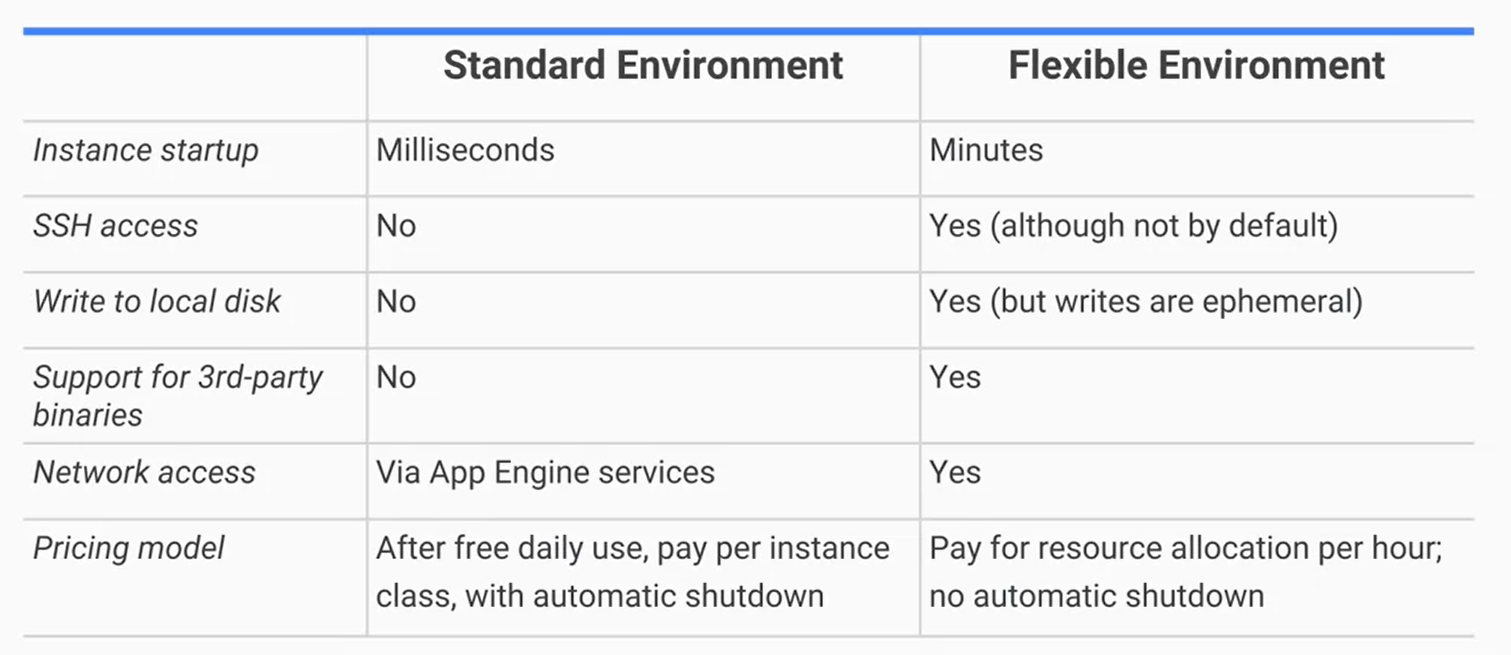 Standard Environment Flexible Environment
Instance startup Milliseconds Minutes
SSH access No Yes (although not by default)
Write to local disk No Yes (but writes are ephemeral)
Support for 3rd-party No Yes
binaries
Network access Via App Engine services Yes
Pricing model After free daily use, pay per instance Pay for resource allocation per hour;
class, with automatic shutdown no automatic shutdown